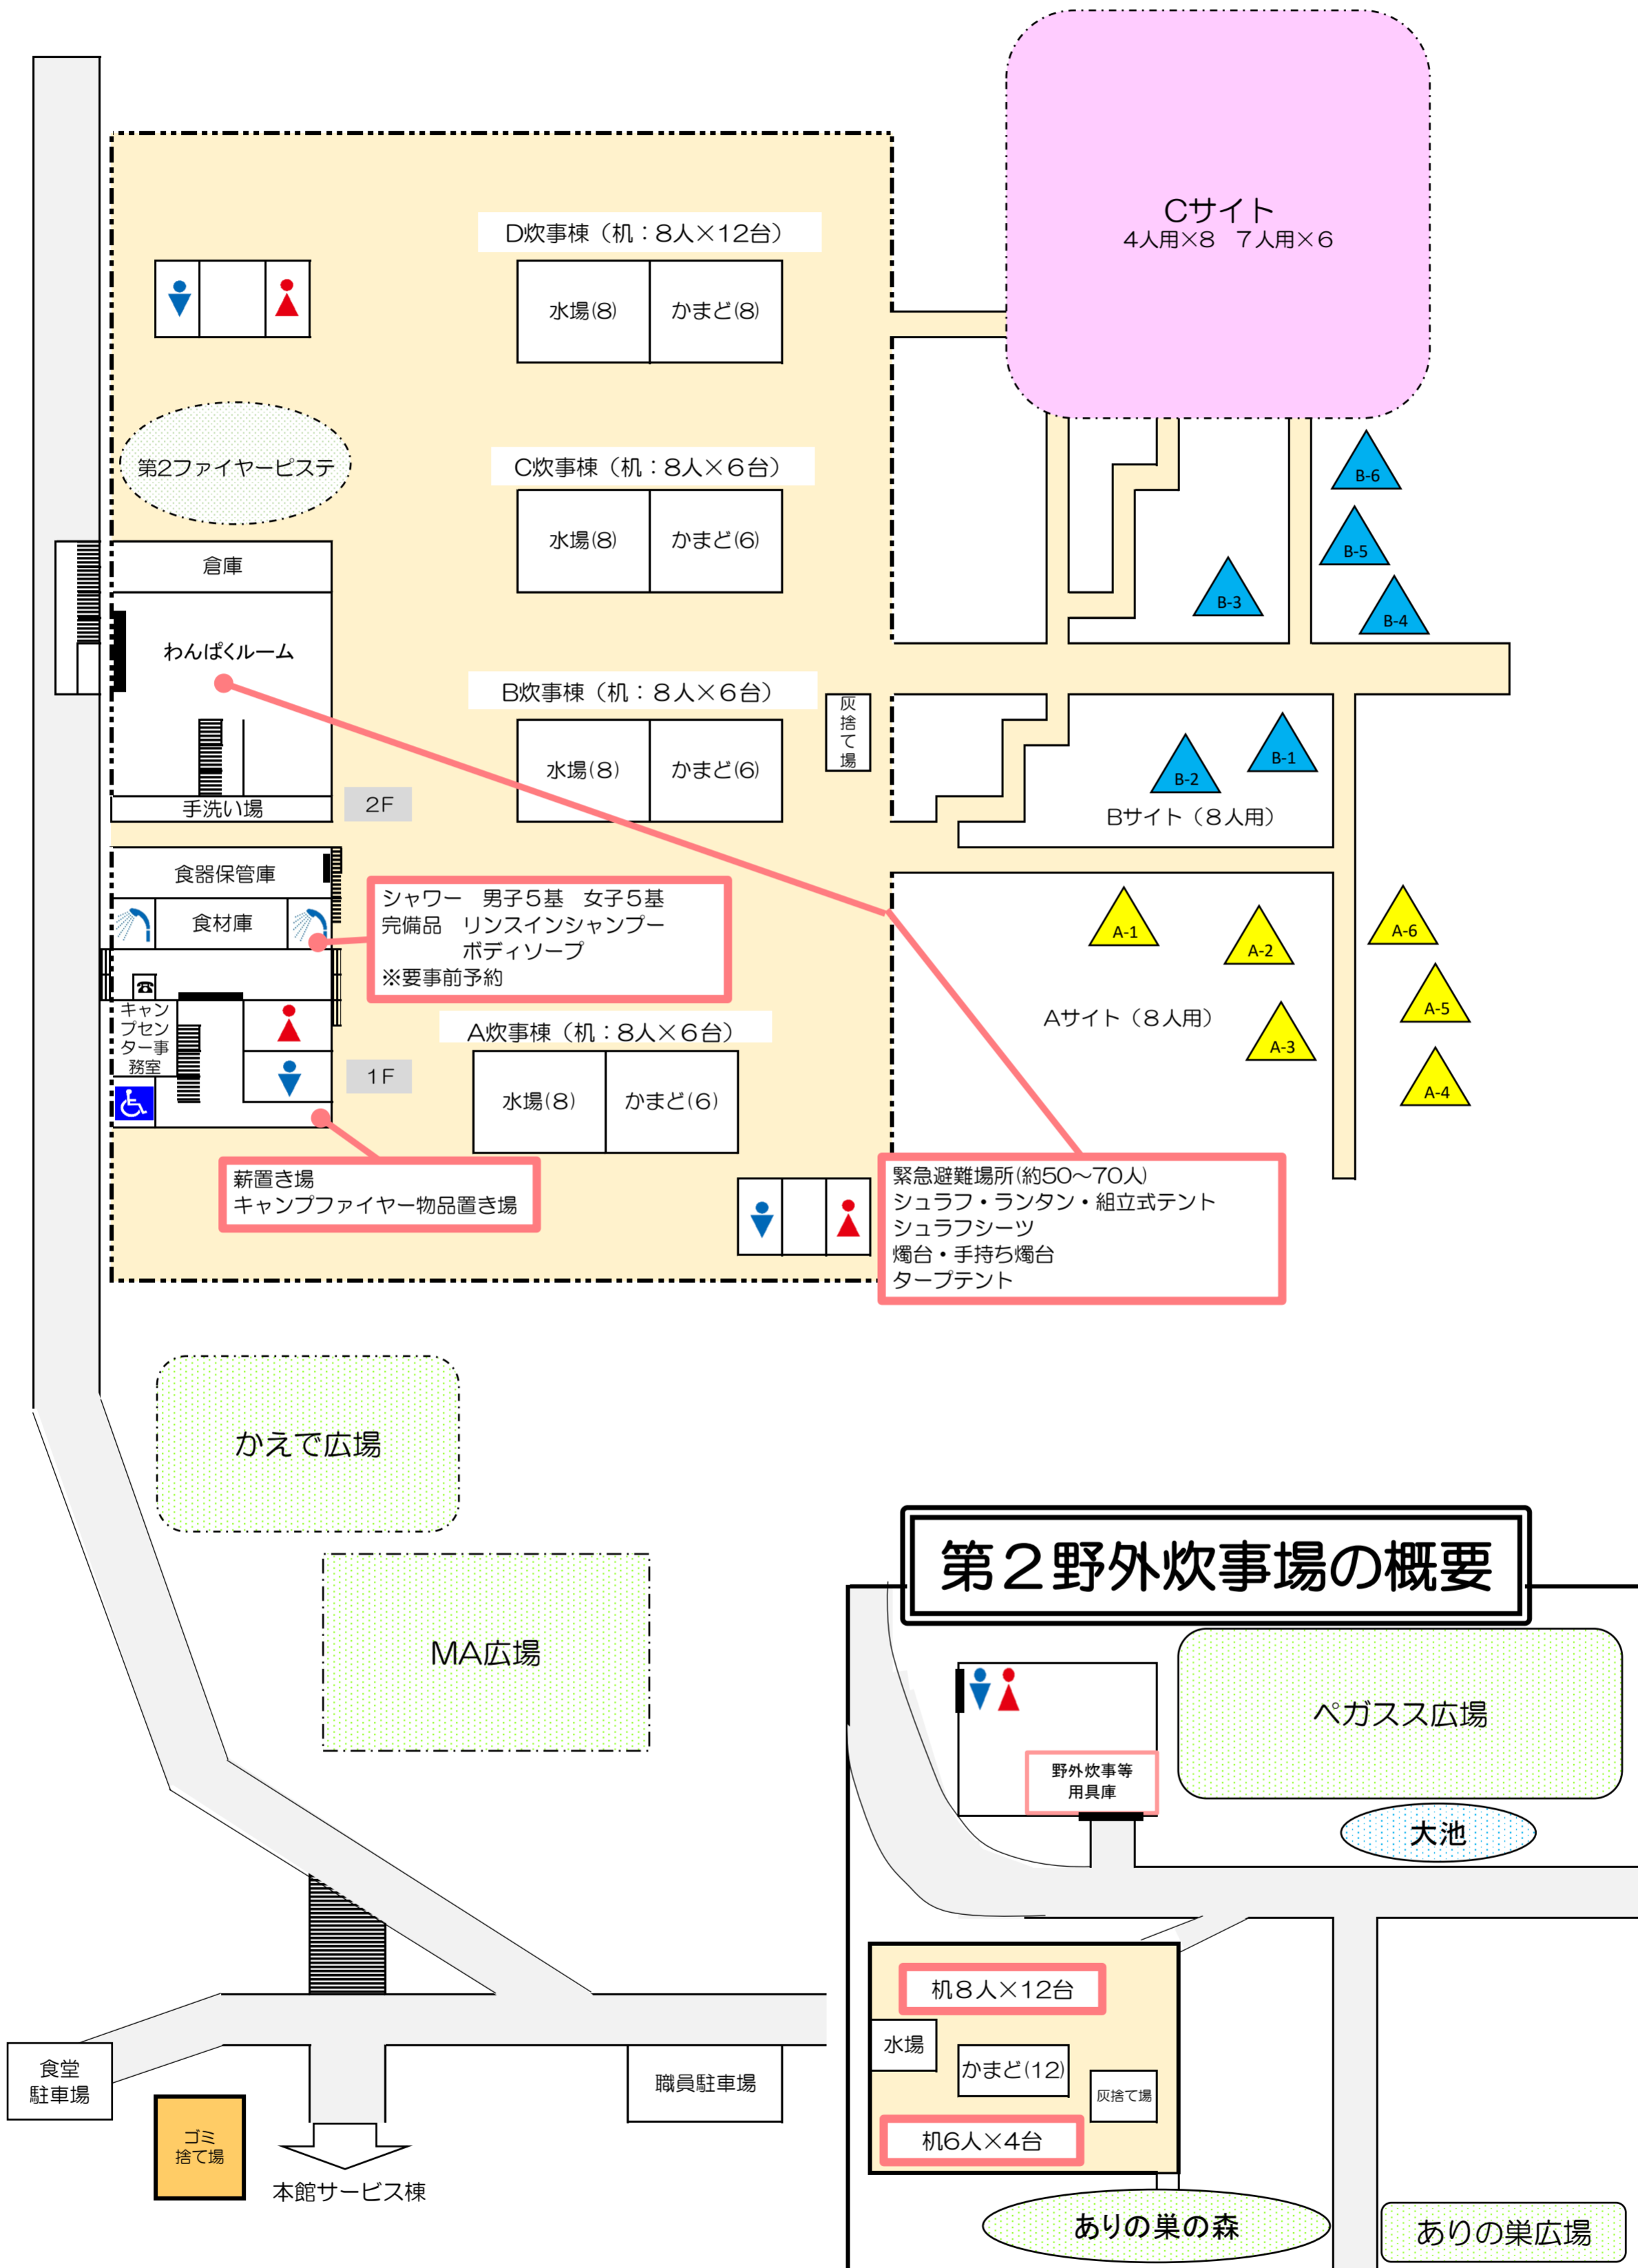 Cサイト
4人用×8　7人用×6
D炊事棟（机：8人×12台）
水場(8)
かまど(8)
第2ファイヤーピステ
C炊事棟（机：8人×6台）
水場(8)
かまど(6)
B-6
B-5
B-4
B-3
倉庫
わんぱくルーム
手洗い場
2F
B炊事棟（机：8人×6台）
水場(8)
かまど(6)
灰
捨
て
場
B-1
B-2
Bサイト（8人用）
食器保管庫
食材庫
シャワー　男子5基　女子5基
完備品　リンスインシャンプー
ボディソープ
※要事前予約
A-1
A-2
A-6
A-5
A-3
A-4
Aサイト（8人用）
キャン
プセン
ター事
務室
1F
A炊事棟（机：8人×6台）
水場(8)
かまど(6)
薪置き場
キャンプファイヤー物品置き場
緊急避難場所(約50～70人)
シュラフ・ランタン・組立式テント
シュラフシーツ
燭台・手持ち燭台
タープテント
かえで広場
MA広場
第2野外炊事場の概要
ペガスス広場
野外炊事等
用具庫
大池
机8人×12台
水場
かまど(12)
灰捨て場
机6人×4台
食堂
駐車場
職員駐車場
ゴミ
捨て場
本館サービス棟
ありの巣の森
ありの巣広場